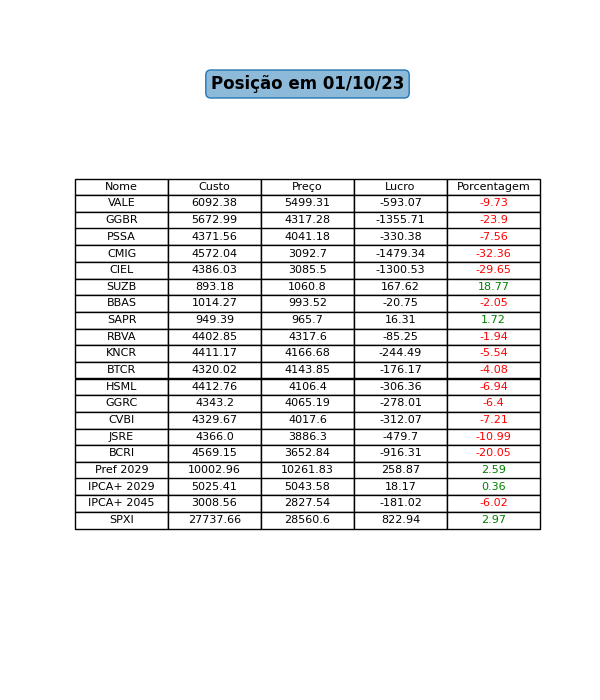 Posição em 01/10/23
Nome Custo Preço Lucro Porcentagem
VALE 6092.38 5499.31 -593.07 -9.73
GGBR 5672.99 4317.28 -1355.71 -23.9
PSSA 4371.56 4041.18 -330.38 -7.56
CMIG 4572.04 3092.7 -1479.34 -32.36
CIEL 4386.03 3085.5 -1300.53 -29.65
SUZB 893.18 1060.8 167.62 18.77
BBAS 1014.27 993.52 -20.75 -2.05
SAPR 949.39 965.7 16.31 1.72
RBVA 4402.85 4317.6 -85.25 -1.94
KNCR 4411.17 4166.68 -244.49 -5.54
BTCR 4320.02 4143.85 -176.17 -4.08
HSML 4412.76 4106.4 -306.36 -6.94
GGRC 4343.2 4065.19 -278.01 -6.4
CVBI 4329.67 4017.6 -312.07 -7.21
JSRE 4366.0 3886.3 -479.7 -10.99
BCRI 4569.15 3652.84 -916.31 -20.05
Pref 2029 10002.96 10261.83 258.87 2.59
IPCA+ 2029 5025.41 5043.58 18.17 0.36
IPCA+ 2045 3008.56 2827.54 -181.02 -6.02
SPXI 27737.66 28560.6 822.94 2.97